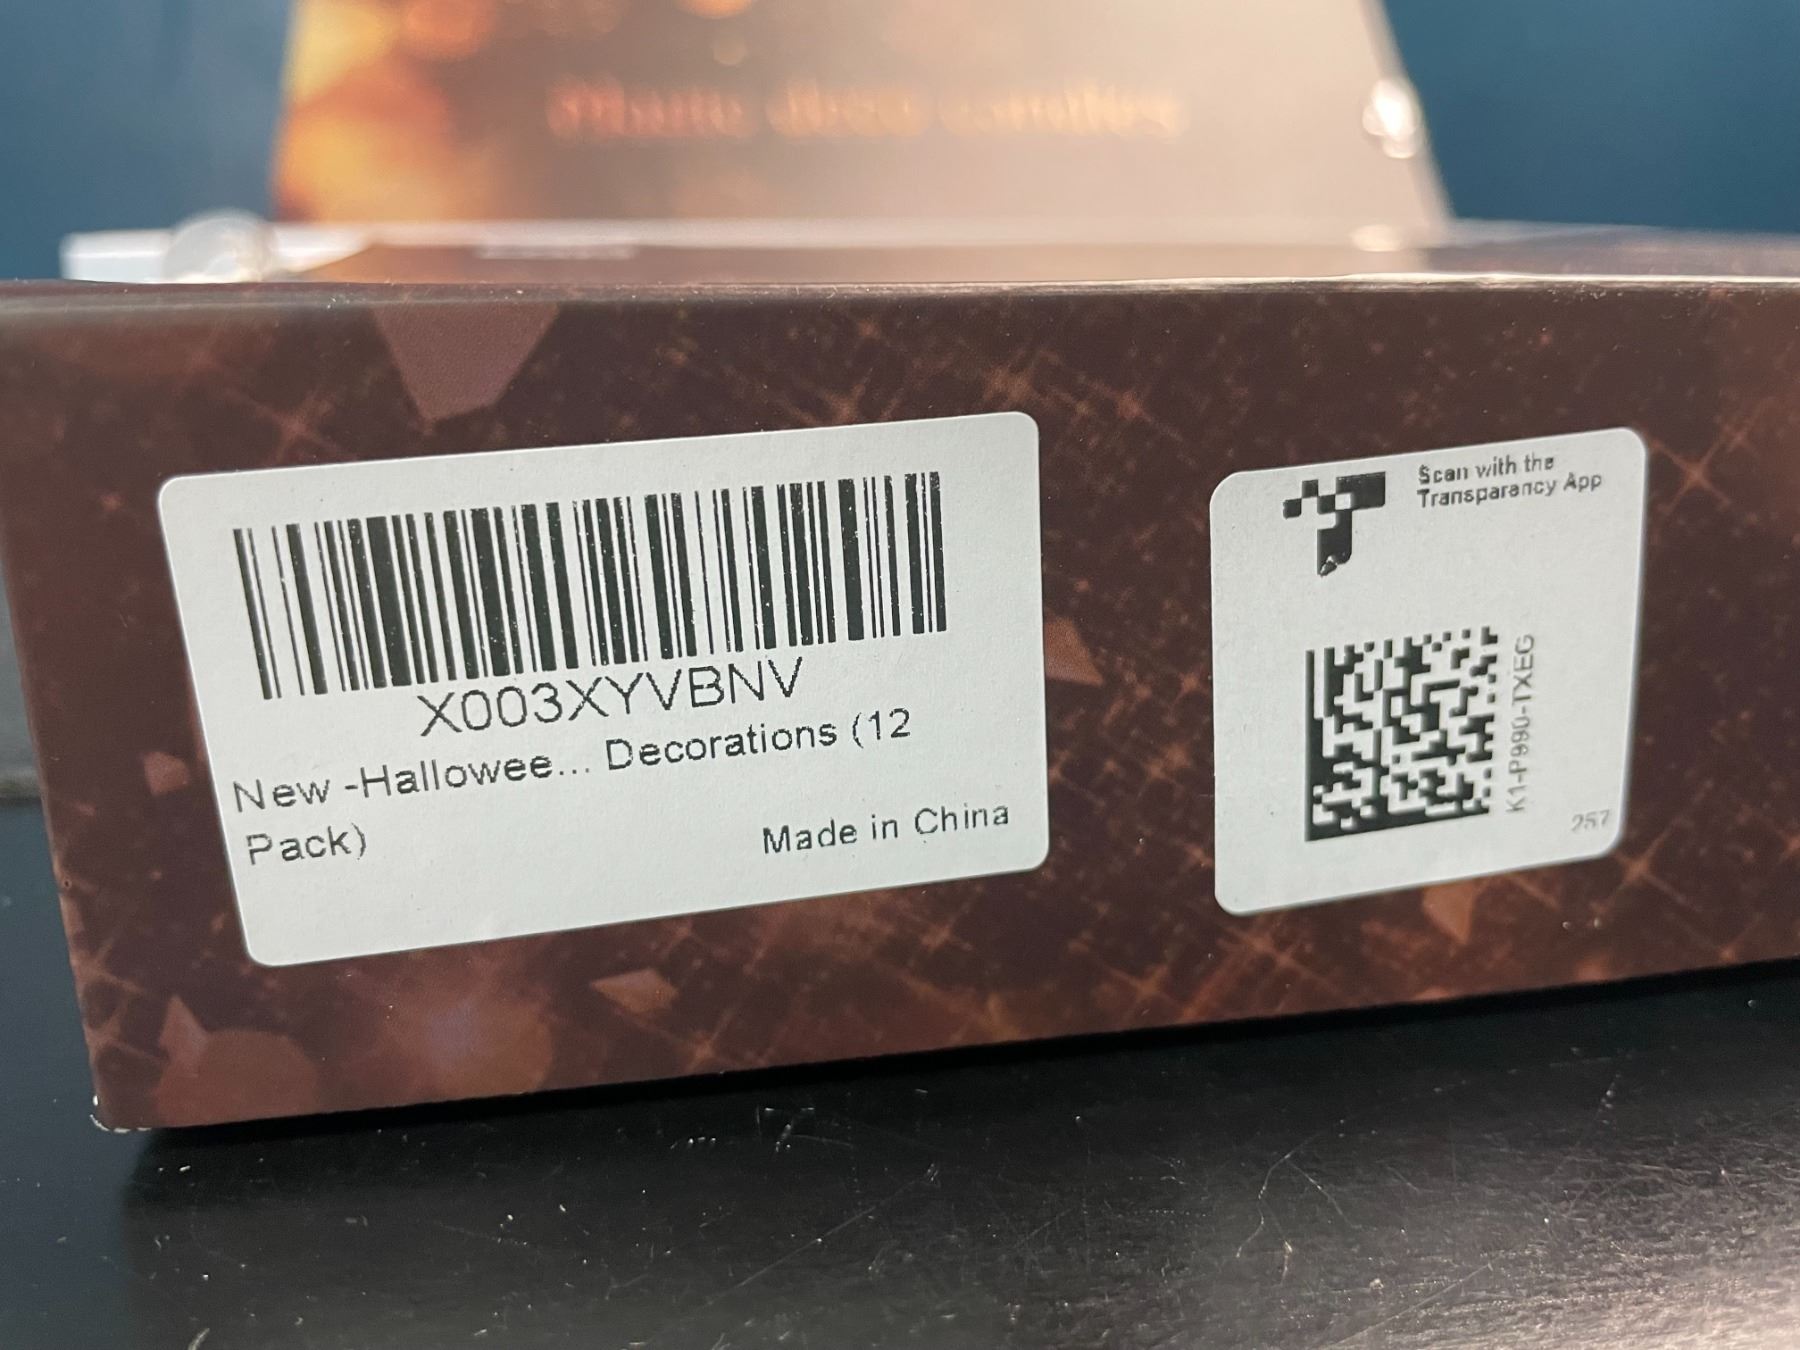 X003XYVBNV
New -Hallowee... Decorations (12
Pack)
Made in China
Scan with the
Transparency App
K1-P990-TXEG
257